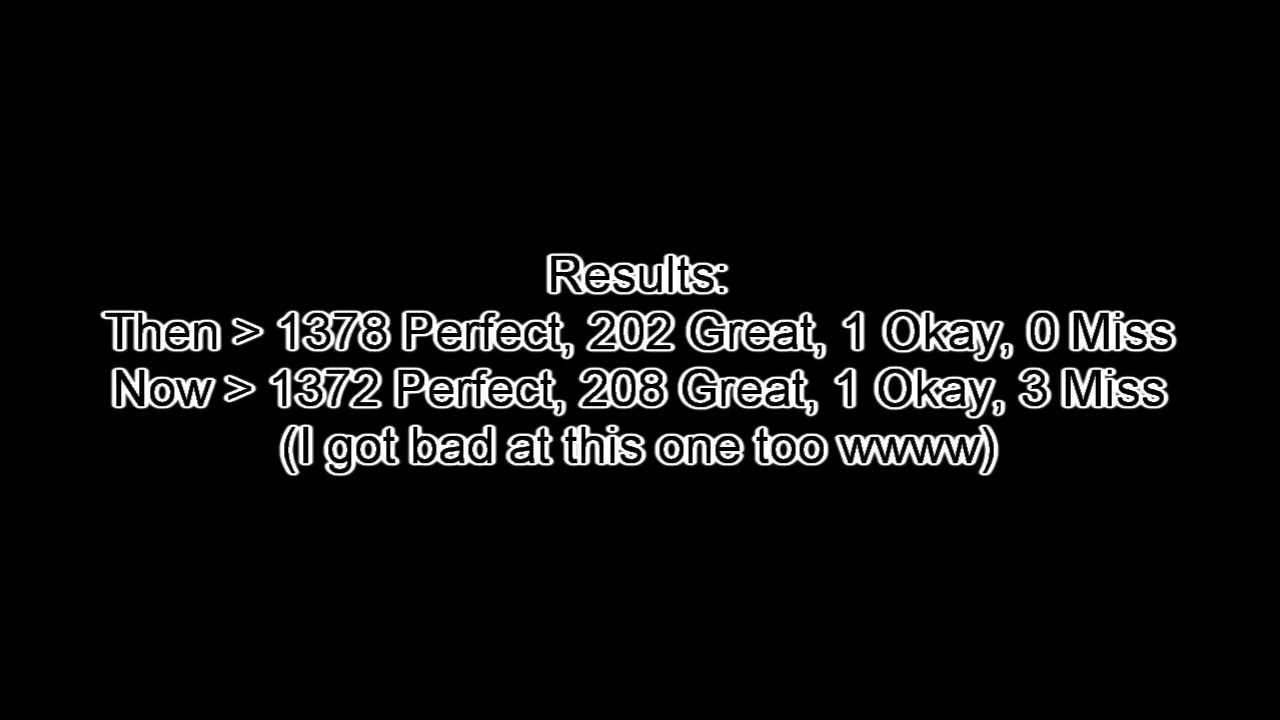 Results:
Then > 1378 Perfect, 202 Great, 1 Okay, 0 Miss
Now > 1372 Perfect, 208 Great, 1 Okay, 3 Miss
(I got bad at this one too wwww)